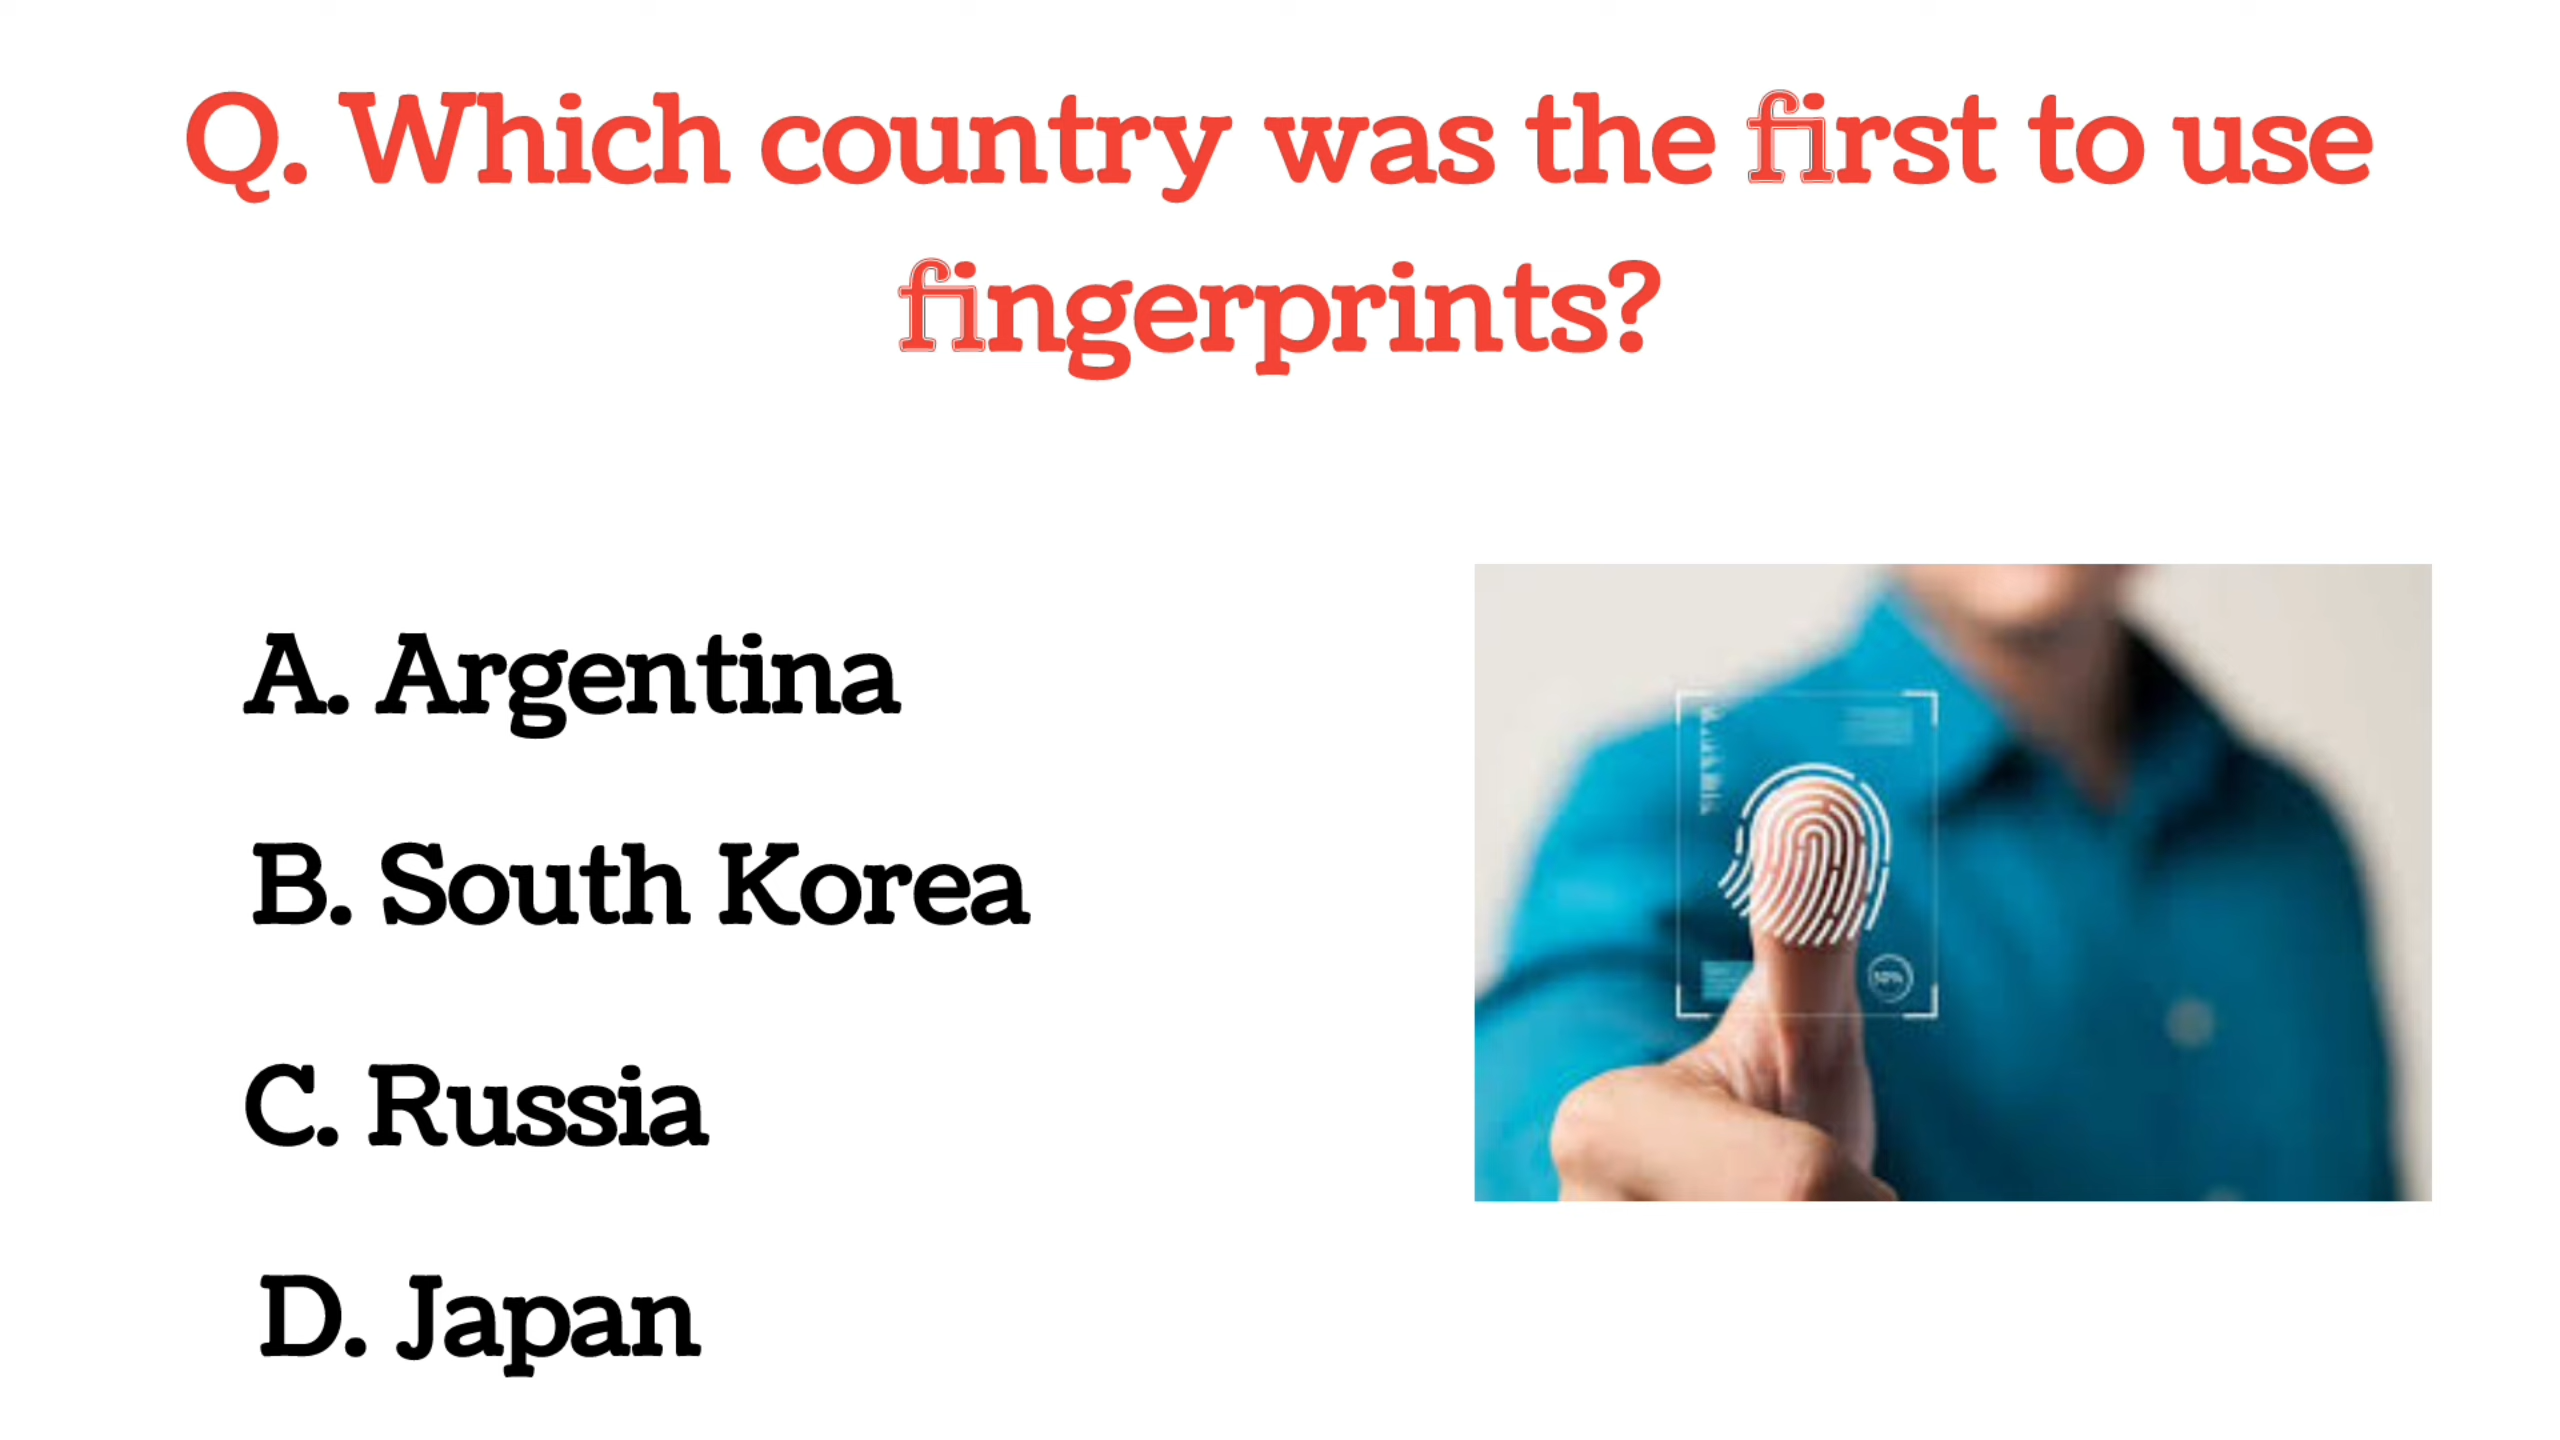 Q. Which country was the first to use
fingerprints?
A. Argentina
B. South Korea
C. Russia
D. Japan